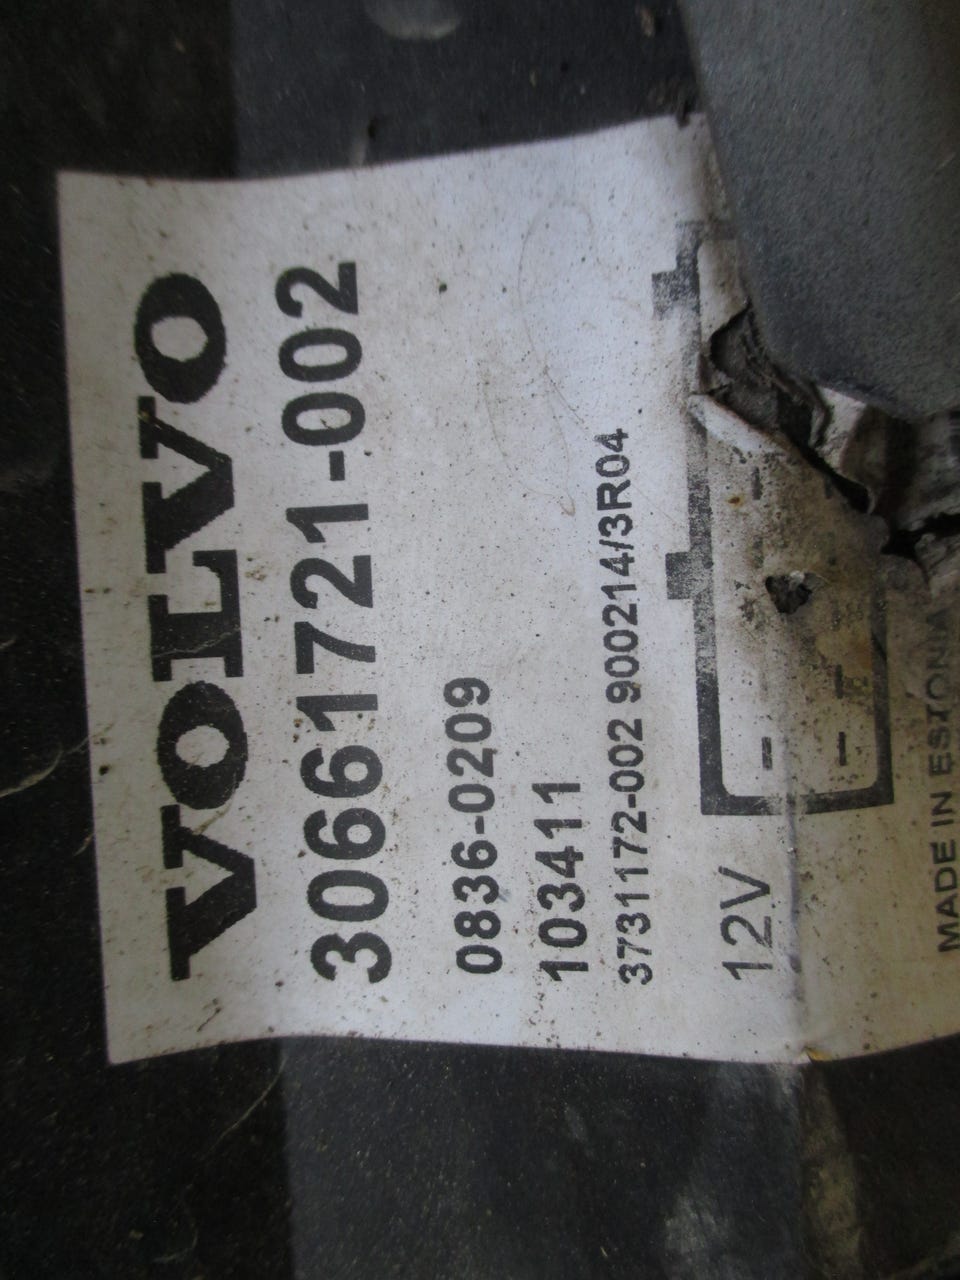 VOLVO
30661721-002
0836-0209
103411
3731172-002 900214/3R04
12V
MADE IN ESTONIA